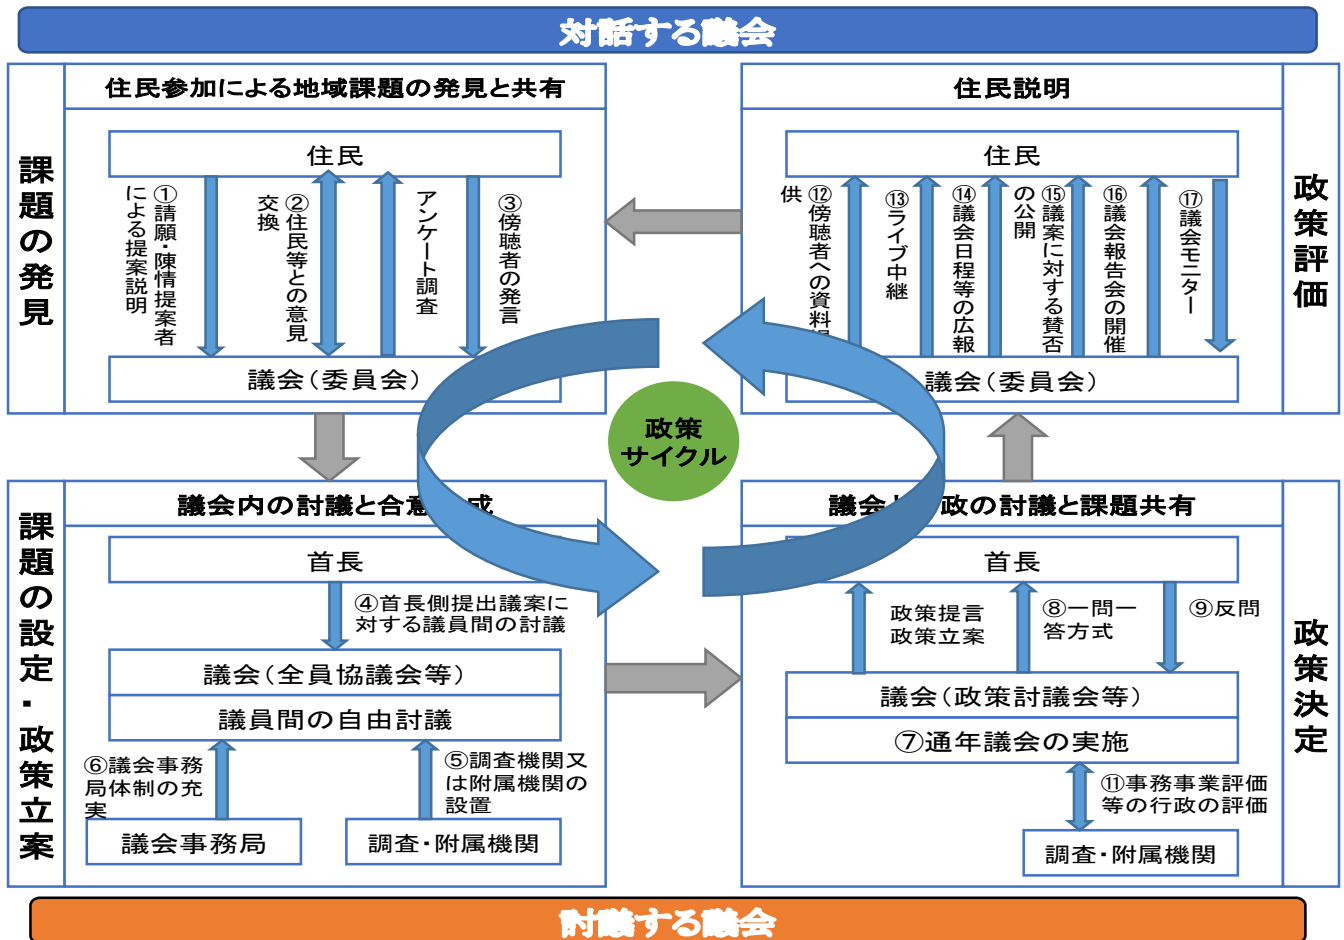 対話する議会
課題の発見
住民参加による地域課題の発見と共有
住民
①請願・陳情提案者
による提案説明
②住民等との意見
交換
アンケート調査
③傍聴者の発言
議会(委員会)
政策評価
住民説明
住民
⑫傍聴者への資料提
供
⑬ライブ中継
⑭議会日程等の広報
⑮議案に対する賛否
の公開
⑯議会報告会の開催
⑰議会モニター
議会(委員会)
政策
サイクル
課題の設定・政策立案
議会内の討議と合意 成
首長
④首長側提出議案に
対する議員間の討議
議会(全員協議会等)
議員間の自由討議
⑥議会事務
局体制の充
実
⑤調査機関又
は附属機関の
設置
議会事務局
調査・附属機関
政策決定
議会と 政の討議と課題共有
首長
政策提言
政策立案
⑧一問一
答方式
⑨反問
議会(政策討議会等)
⑦通年議会の実施
⑪事務事業評価
等の行政の評価
調査・附属機関
討議する議会